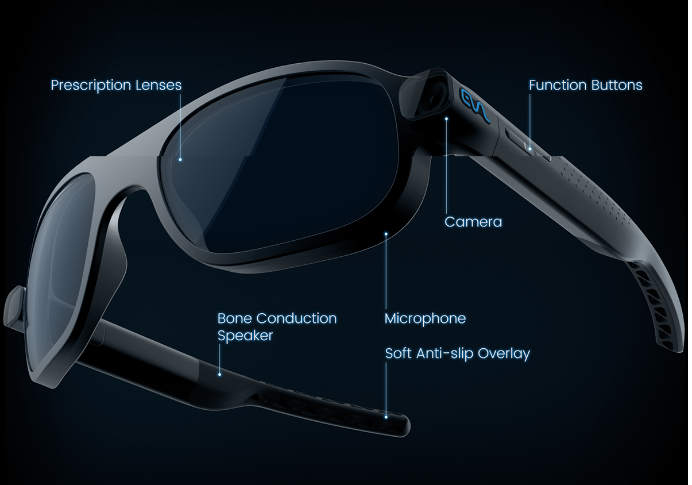 Prescription Lenses
Function Buttons
Camera
Bone Conduction
Speaker
Microphone
Soft Anti-slip Overlay